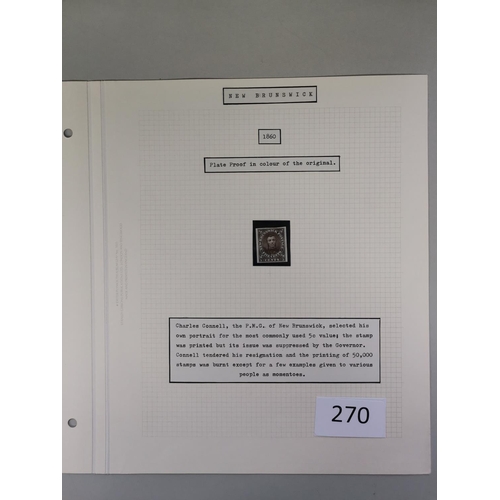 NEW BRUNSWICK
1860
Plate Proof in colour of the original.
Charles Connell, the P.M.G. of New Brunswick, selected his
own portrait for the most commonly used 5c value; the stamp
was printed but its issue was suppressed by the Governor.
Connell tendered his resignation and the printing of 50,000
stamps was burnt except for a few examples given to various
people as momentoes.
270